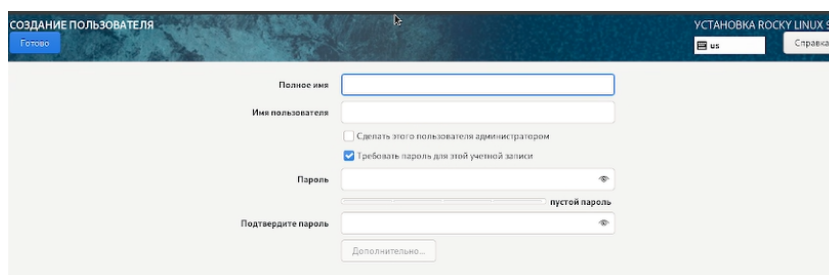 СОЗДАНИЕ ПОЛЬЗОВАТЕЛЯ
УСТАНОВКА ROCKY LINUX 9
Готово
us
Справка
Полное имя
Имя пользователя
Сделать этого пользователя администратором
Требовать пароль для этой учетной записи
Пароль
пустой пароль
Подтвердите пароль
Дополнительно...